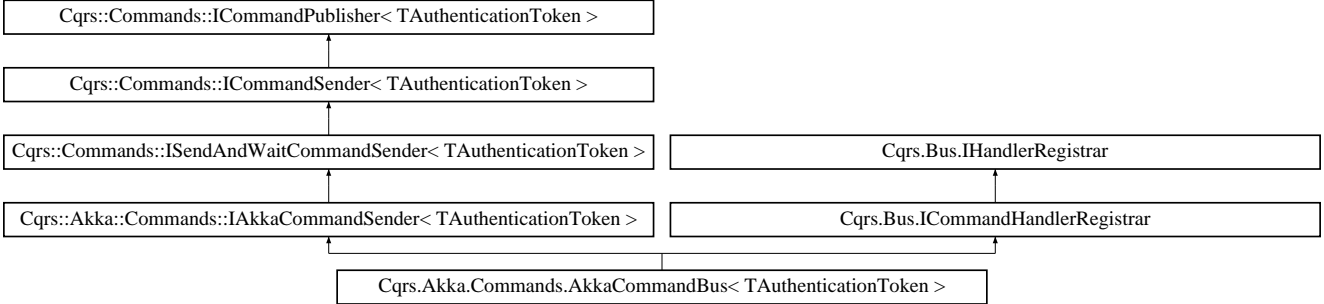 Cqrs::Commands::ICommandPublisher< TAuthenticationToken >
Cqrs::Commands::ICommandSender< TAuthenticationToken >
Cqrs::Commands::ISendAndWaitCommandSender< TAuthenticationToken >
Cqrs.Bus.IHandlerRegistrar
Cqrs::Akka::Commands::IAkkaCommandSender< TAuthenticationToken >
Cqrs.Bus.ICommandHandlerRegistrar
Cqrs.Akka.Commands.AkkaCommandBus< TAuthenticationToken >